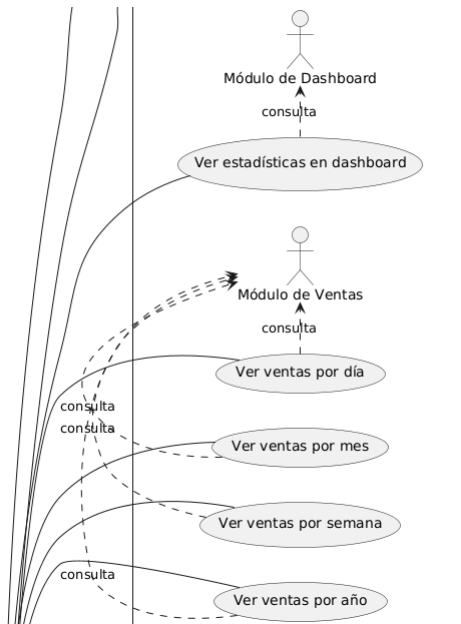 Módulo de Dashboard
consulta
Ver estadísticas en dashboard
Módulo de Ventas
consulta
Ver ventas por día
consulta
consulta
Ver ventas por mes
Ver ventas por semana
consulta
Ver ventas por año